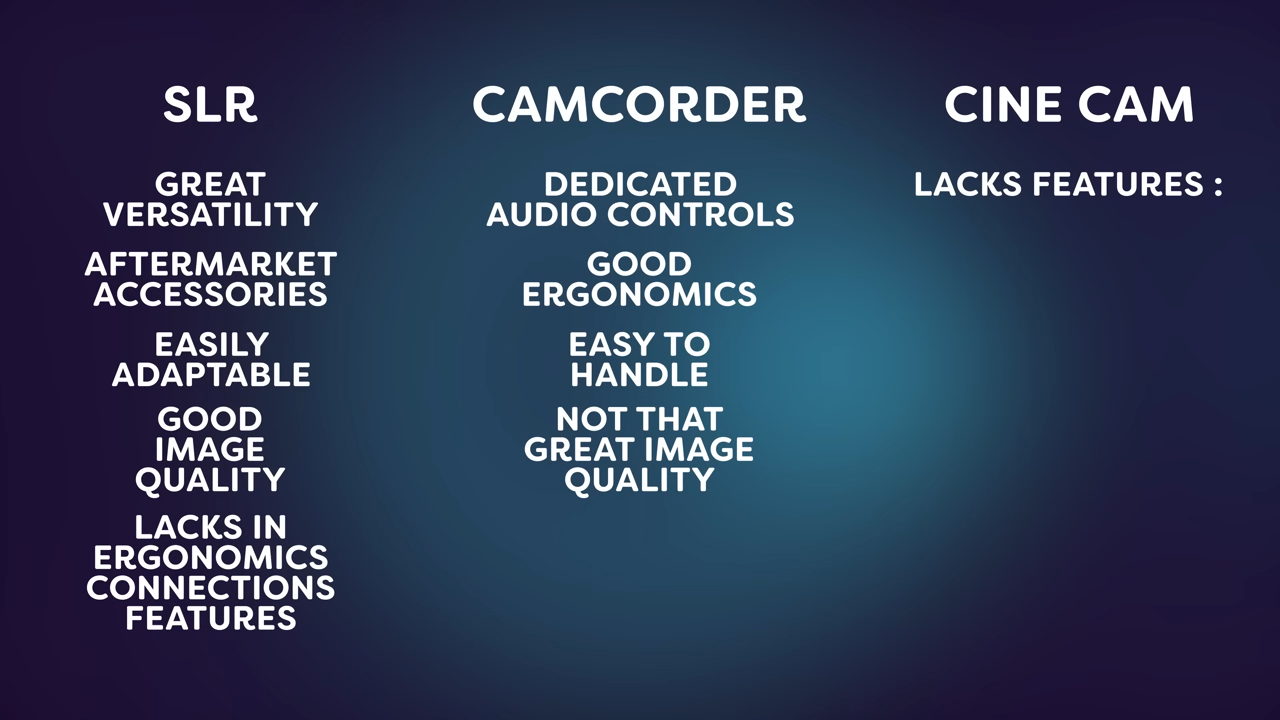 SLR
GREAT
VERSATILITY
AFTERMARKET
ACCESSORIES
EASILY
ADAPTABLE
GOOD
IMAGE
QUALITY
LACKS IN
ERGONOMICS
CONNECTIONS
FEATURES
CAMCORDER
DEDICATED
AUDIO CONTROLS
GOOD
ERGONOMICS
EASY TO
HANDLE
NOT THAT
GREAT IMAGE
QUALITY
CINE CAM
LACKS FEATURES :